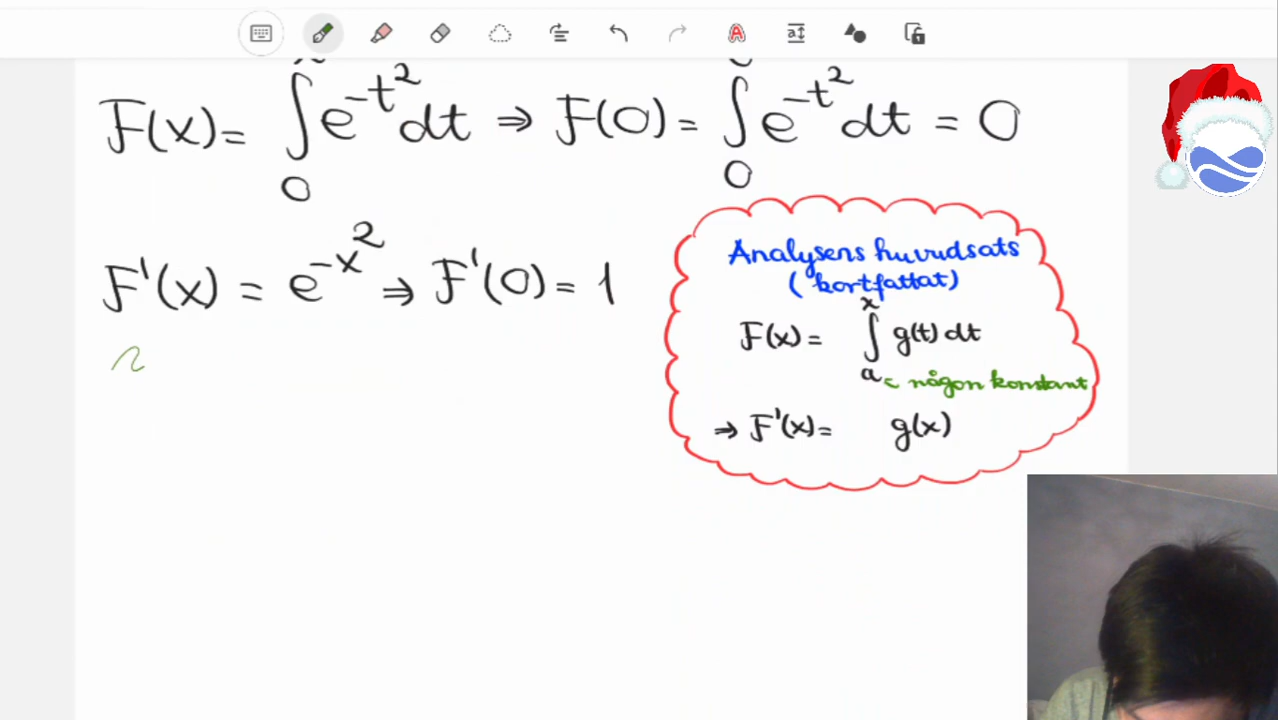 F(x) = ∫₀ˣ e^{-t²} dt ⇒ F(0) = ∫₀⁰ e^{-t²} dt = 0
F'(x) = e^{-x²} ⇒ F'(0) = 1
Analysens huvudsats
(kortfattat)
F(x) = ∫ₐˣ g(t) dt
någon konstant
⇒ F'(x) = g(x)